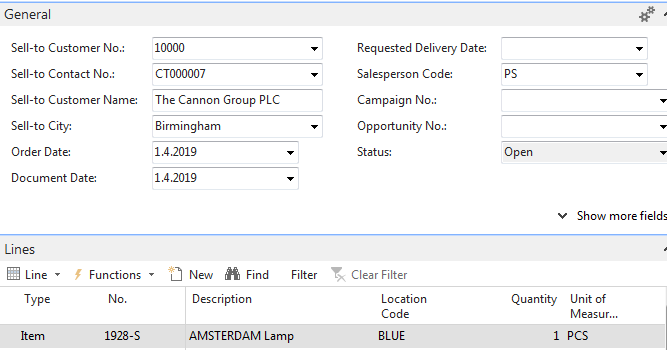 General
Sell-to Customer No.: 10000 Requested Delivery Date:
Sell-to Contact No.: CT000007 Salesperson Code: PS
Sell-to Customer Name: The Cannon Group PLC Campaign No.:
Sell-to City: Birmingham Opportunity No.:
Order Date: 1.4.2019 Status: Open
Document Date: 1.4.2019
Show more fields
Lines
Line Functions New Find Filter Clear Filter
Type No. Description Location Code Quantity Unit of Measur...
Item 1928-S AMSTERDAM Lamp BLUE 1 PCS